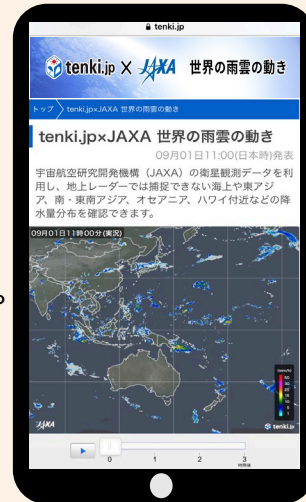 tenki.jp
tenki.jp × JAXA 世界の雨雲の動き
トップ tenki.jp×JAXA 世界の雨雲の動き
tenki.jp×JAXA 世界の雨雲の動き
09月01日11:00(日本時)発表
宇宙航空研究開発機構（JAXA）の衛星観測データを利
用し、地上レーダーでは捕捉できない海上や東アジ
ア、南・東南アジア、オセアニア、ハワイ付近などの降
水量分布を確認できます。
09月01日11時00分(実況)
JAXA
tenki.jp
0 1 2 3
時間後